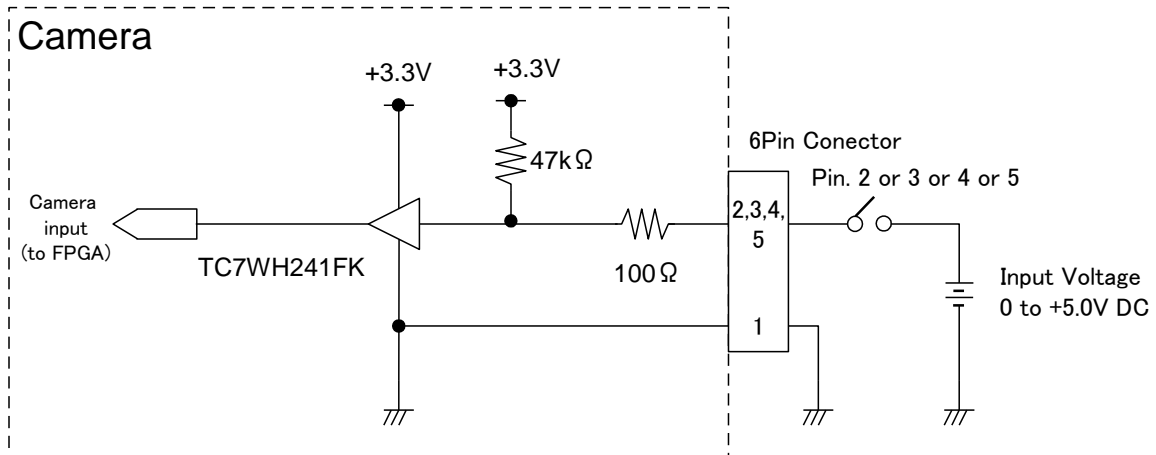 Camera
+3.3V
+3.3V
47kΩ
6Pin Conector
Pin. 2 or 3 or 4 or 5
Camera
input
(to FPGA)
2,3,4,
5
TC7WH241FK
100Ω
Input Voltage
0 to +5.0V DC
1